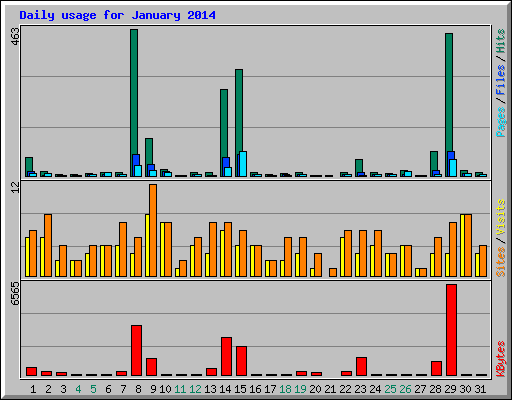 Daily usage for January 2014
463
Pages / Files / Hits
12
Sites / Visits
6565
KBytes
1 2 3 4 5 6 7 8 9 10 11 12 13 14 15 16 17 18 19 20 21 22 23 24 25 26 27 28 29 30 31